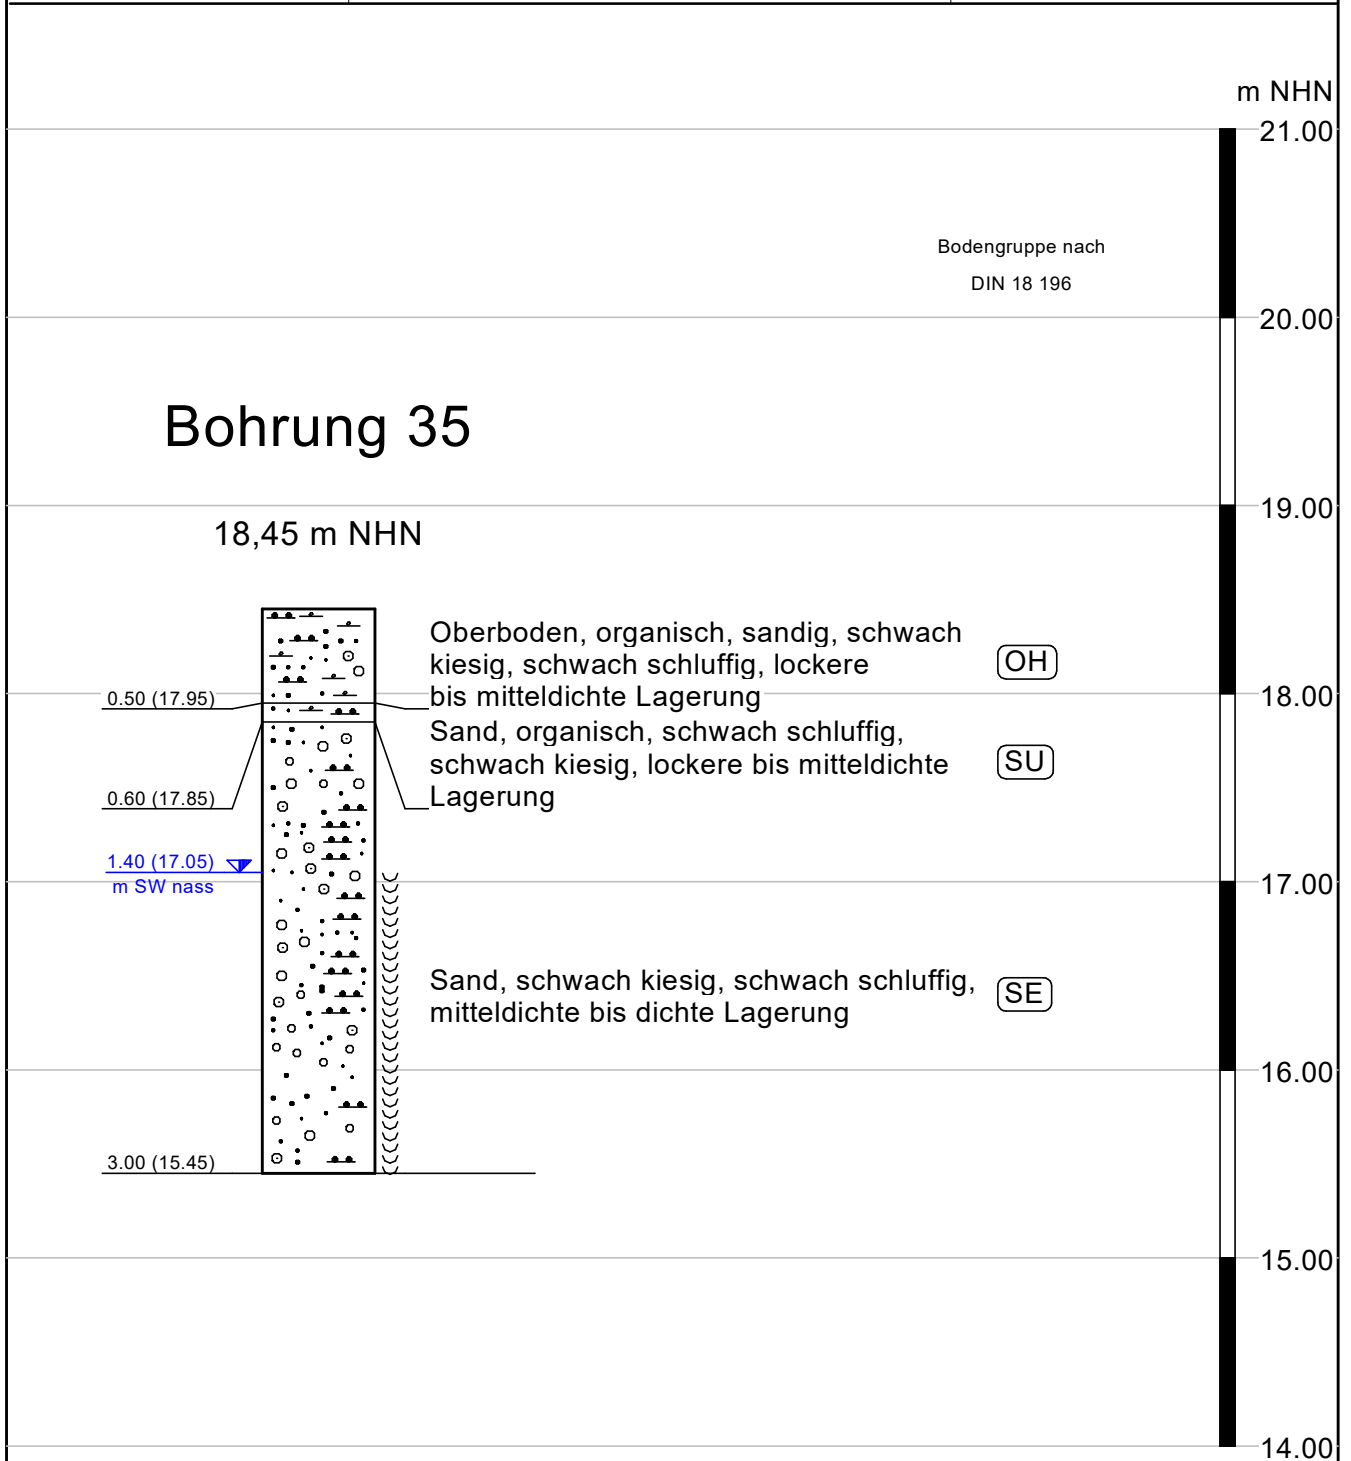 m NHN
21.00
Bodengruppe nach
DIN 18 196
20.00
Bohrung 35
19.00
18,45 m NHN
Oberboden, organisch, sandig, schwach
kiesig, schwach schluffig, lockere
bis mitteldichte Lagerung
OH
0.50 (17.95)
18.00
Sand, organisch, schwach schluffig,
schwach kiesig, lockere bis mitteldichte
Lagerung
SU
0.60 (17.85)
1.40 (17.05)
m SW nass
17.00
Sand, schwach kiesig, schwach schluffig,
mitteldichte bis dichte Lagerung
SE
16.00
3.00 (15.45)
15.00
14.00